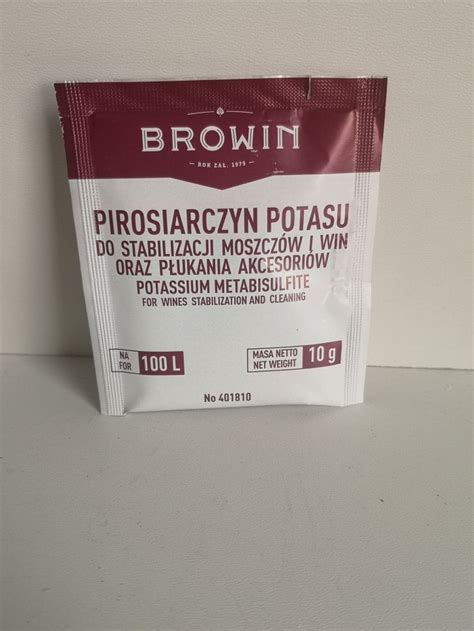 BROWIN
ROK ZAŁ. 1979
PIROSIARCZYN POTASU
DO STABILIZACJI MOSZCZÓW I WIN
ORAZ PŁUKANIA AKCESORIÓW
POTASSIUM METABISULFITE
FOR WINES STABILIZATION AND CLEANING
NA
FOR
100 L
MASA NETTO
NET WEIGHT
10 g
No 401810